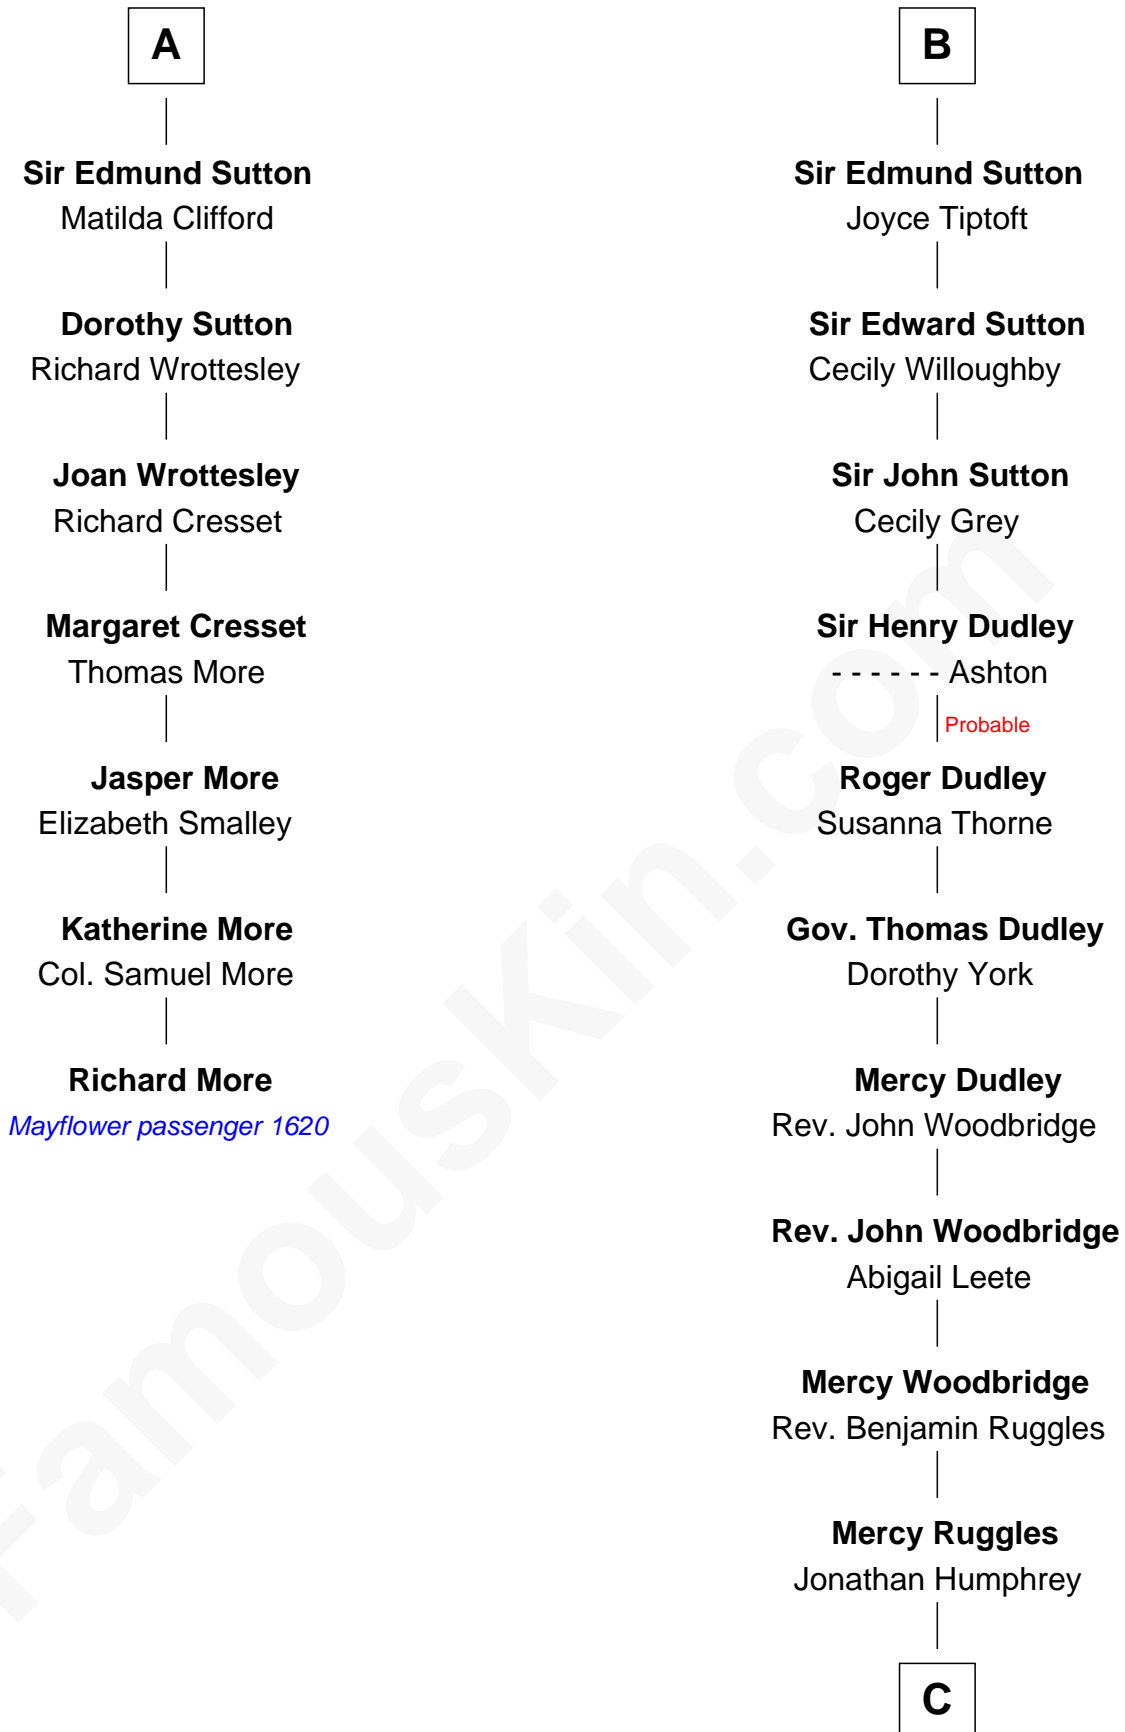 A
Sir Edmund Sutton
Matilda Clifford
Dorothy Sutton
Richard Wrottesley
Joan Wrottesley
Richard Cresset
Margaret Cresset
Thomas More
Jasper More
Elizabeth Smalley
Katherine More
Col. Samuel More
Richard More
Mayflower passenger 1620
B
Sir Edmund Sutton
Joyce Tiptoft
Sir Edward Sutton
Cecily Willoughby
Sir John Sutton
Cecily Grey
Sir Henry Dudley
- - - - - - Ashton
Probable
Roger Dudley
Susanna Thorne
Gov. Thomas Dudley
Dorothy York
Mercy Dudley
Rev. John Woodbridge
Rev. John Woodbridge
Abigail Leete
Mercy Woodbridge
Rev. Benjamin Ruggles
Mercy Ruggles
Jonathan Humphrey
C
FamousKin.com